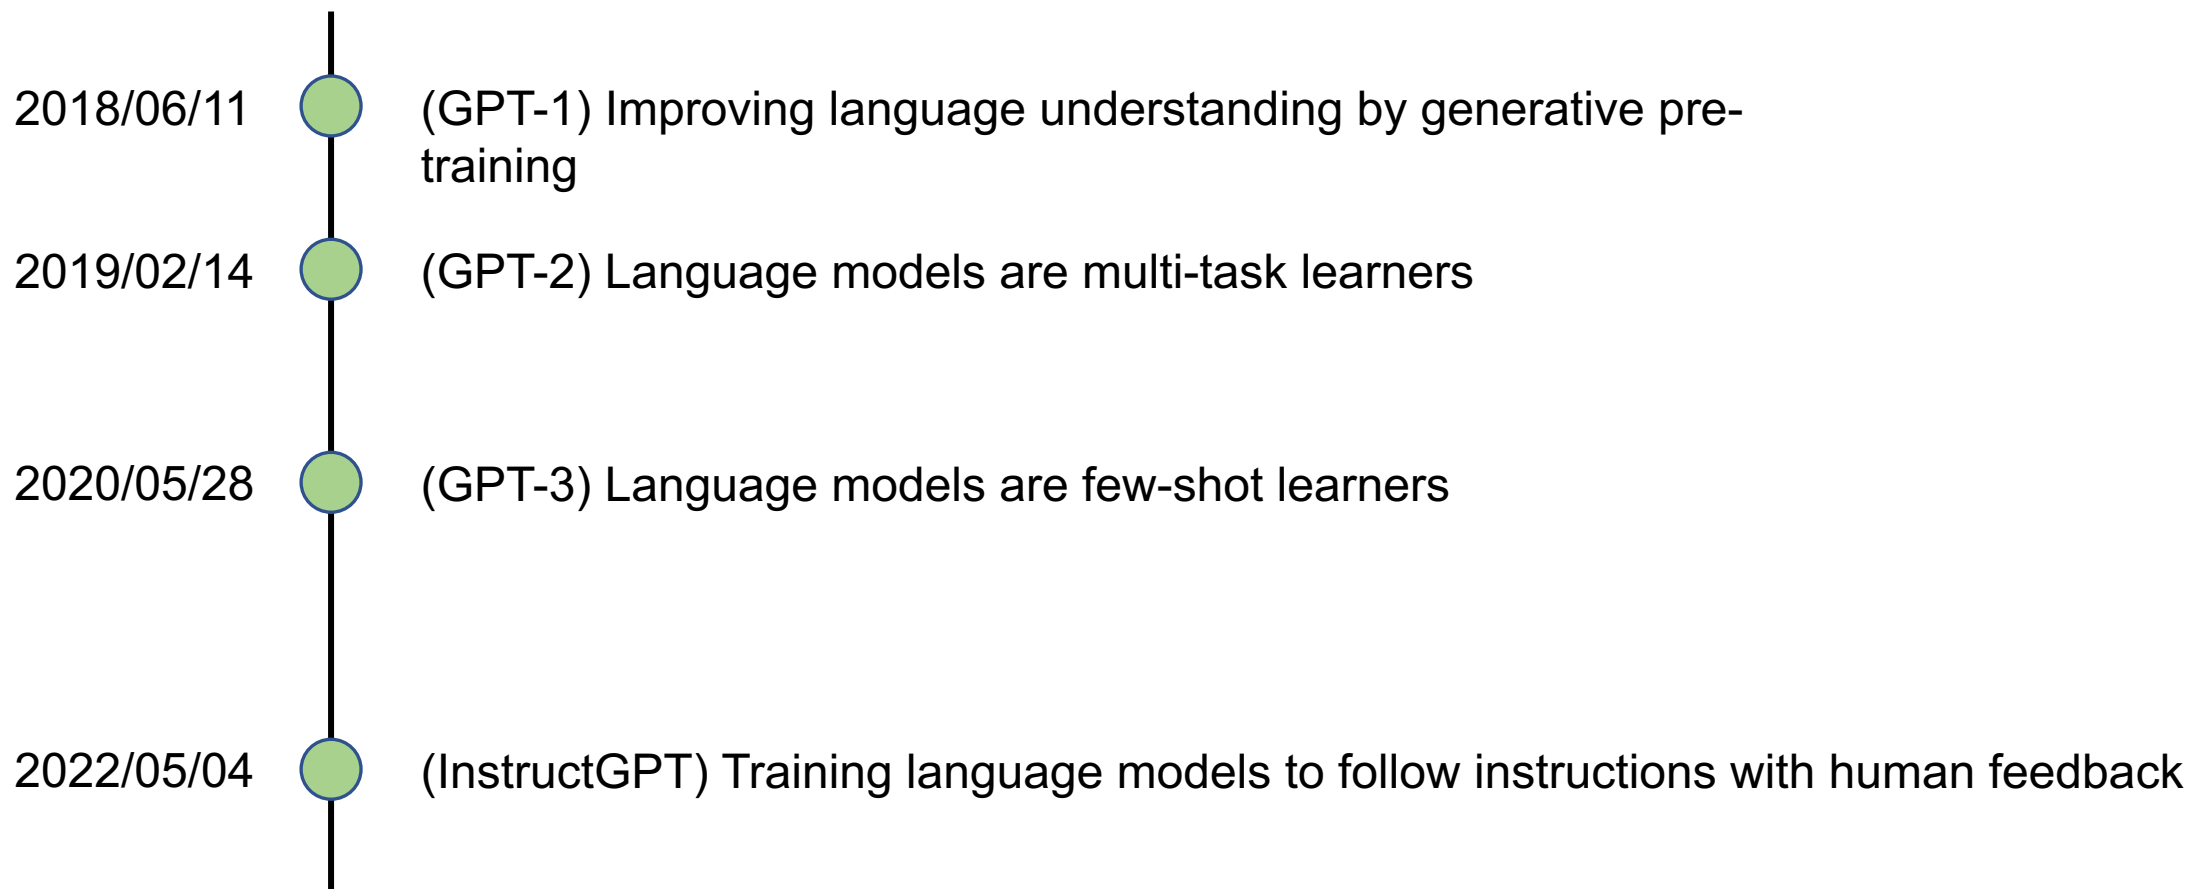 2018/06/11
(GPT-1) Improving language understanding by generative pre-
training
2019/02/14
(GPT-2) Language models are multi-task learners
2020/05/28
(GPT-3) Language models are few-shot learners
2022/05/04
(InstructGPT) Training language models to follow instructions with human feedback